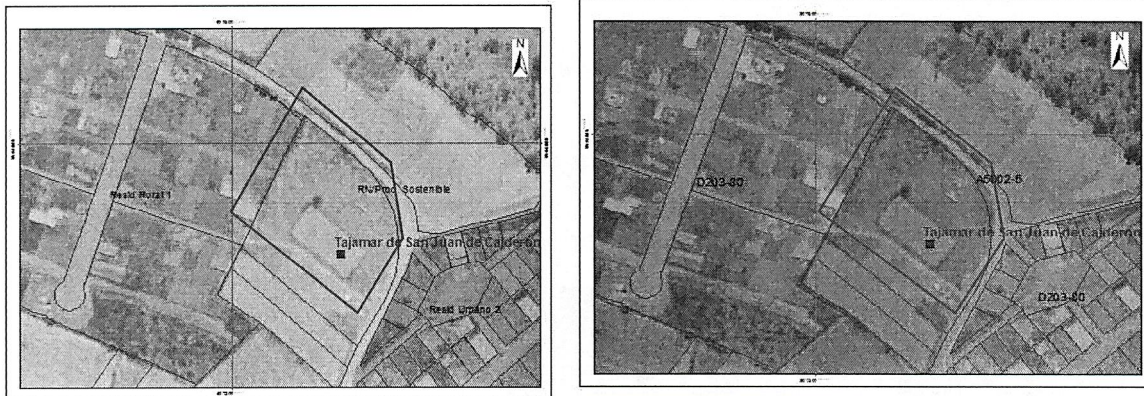 N
Resid Rural 1
RN/Prod. Sostenible
Tajamar de San Juan de Calderón
Resid Urbano 2
N
D203-80
A5002-5
Tajamar de San Juan de Calderón
D203-80